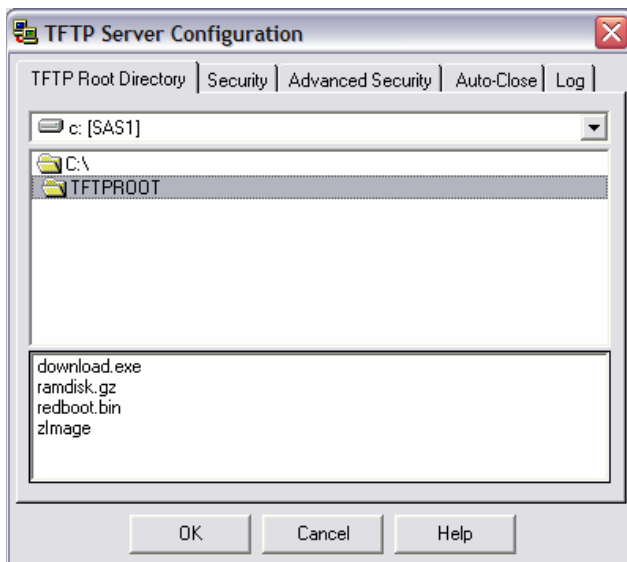 TFTP Server Configuration
TFTP Root Directory Security Advanced Security Auto-Close Log
c: [SAS1]
C:\
TFTPROOT
download.exe
ramdisk.gz
redboot.bin
zImage
OK Cancel Help